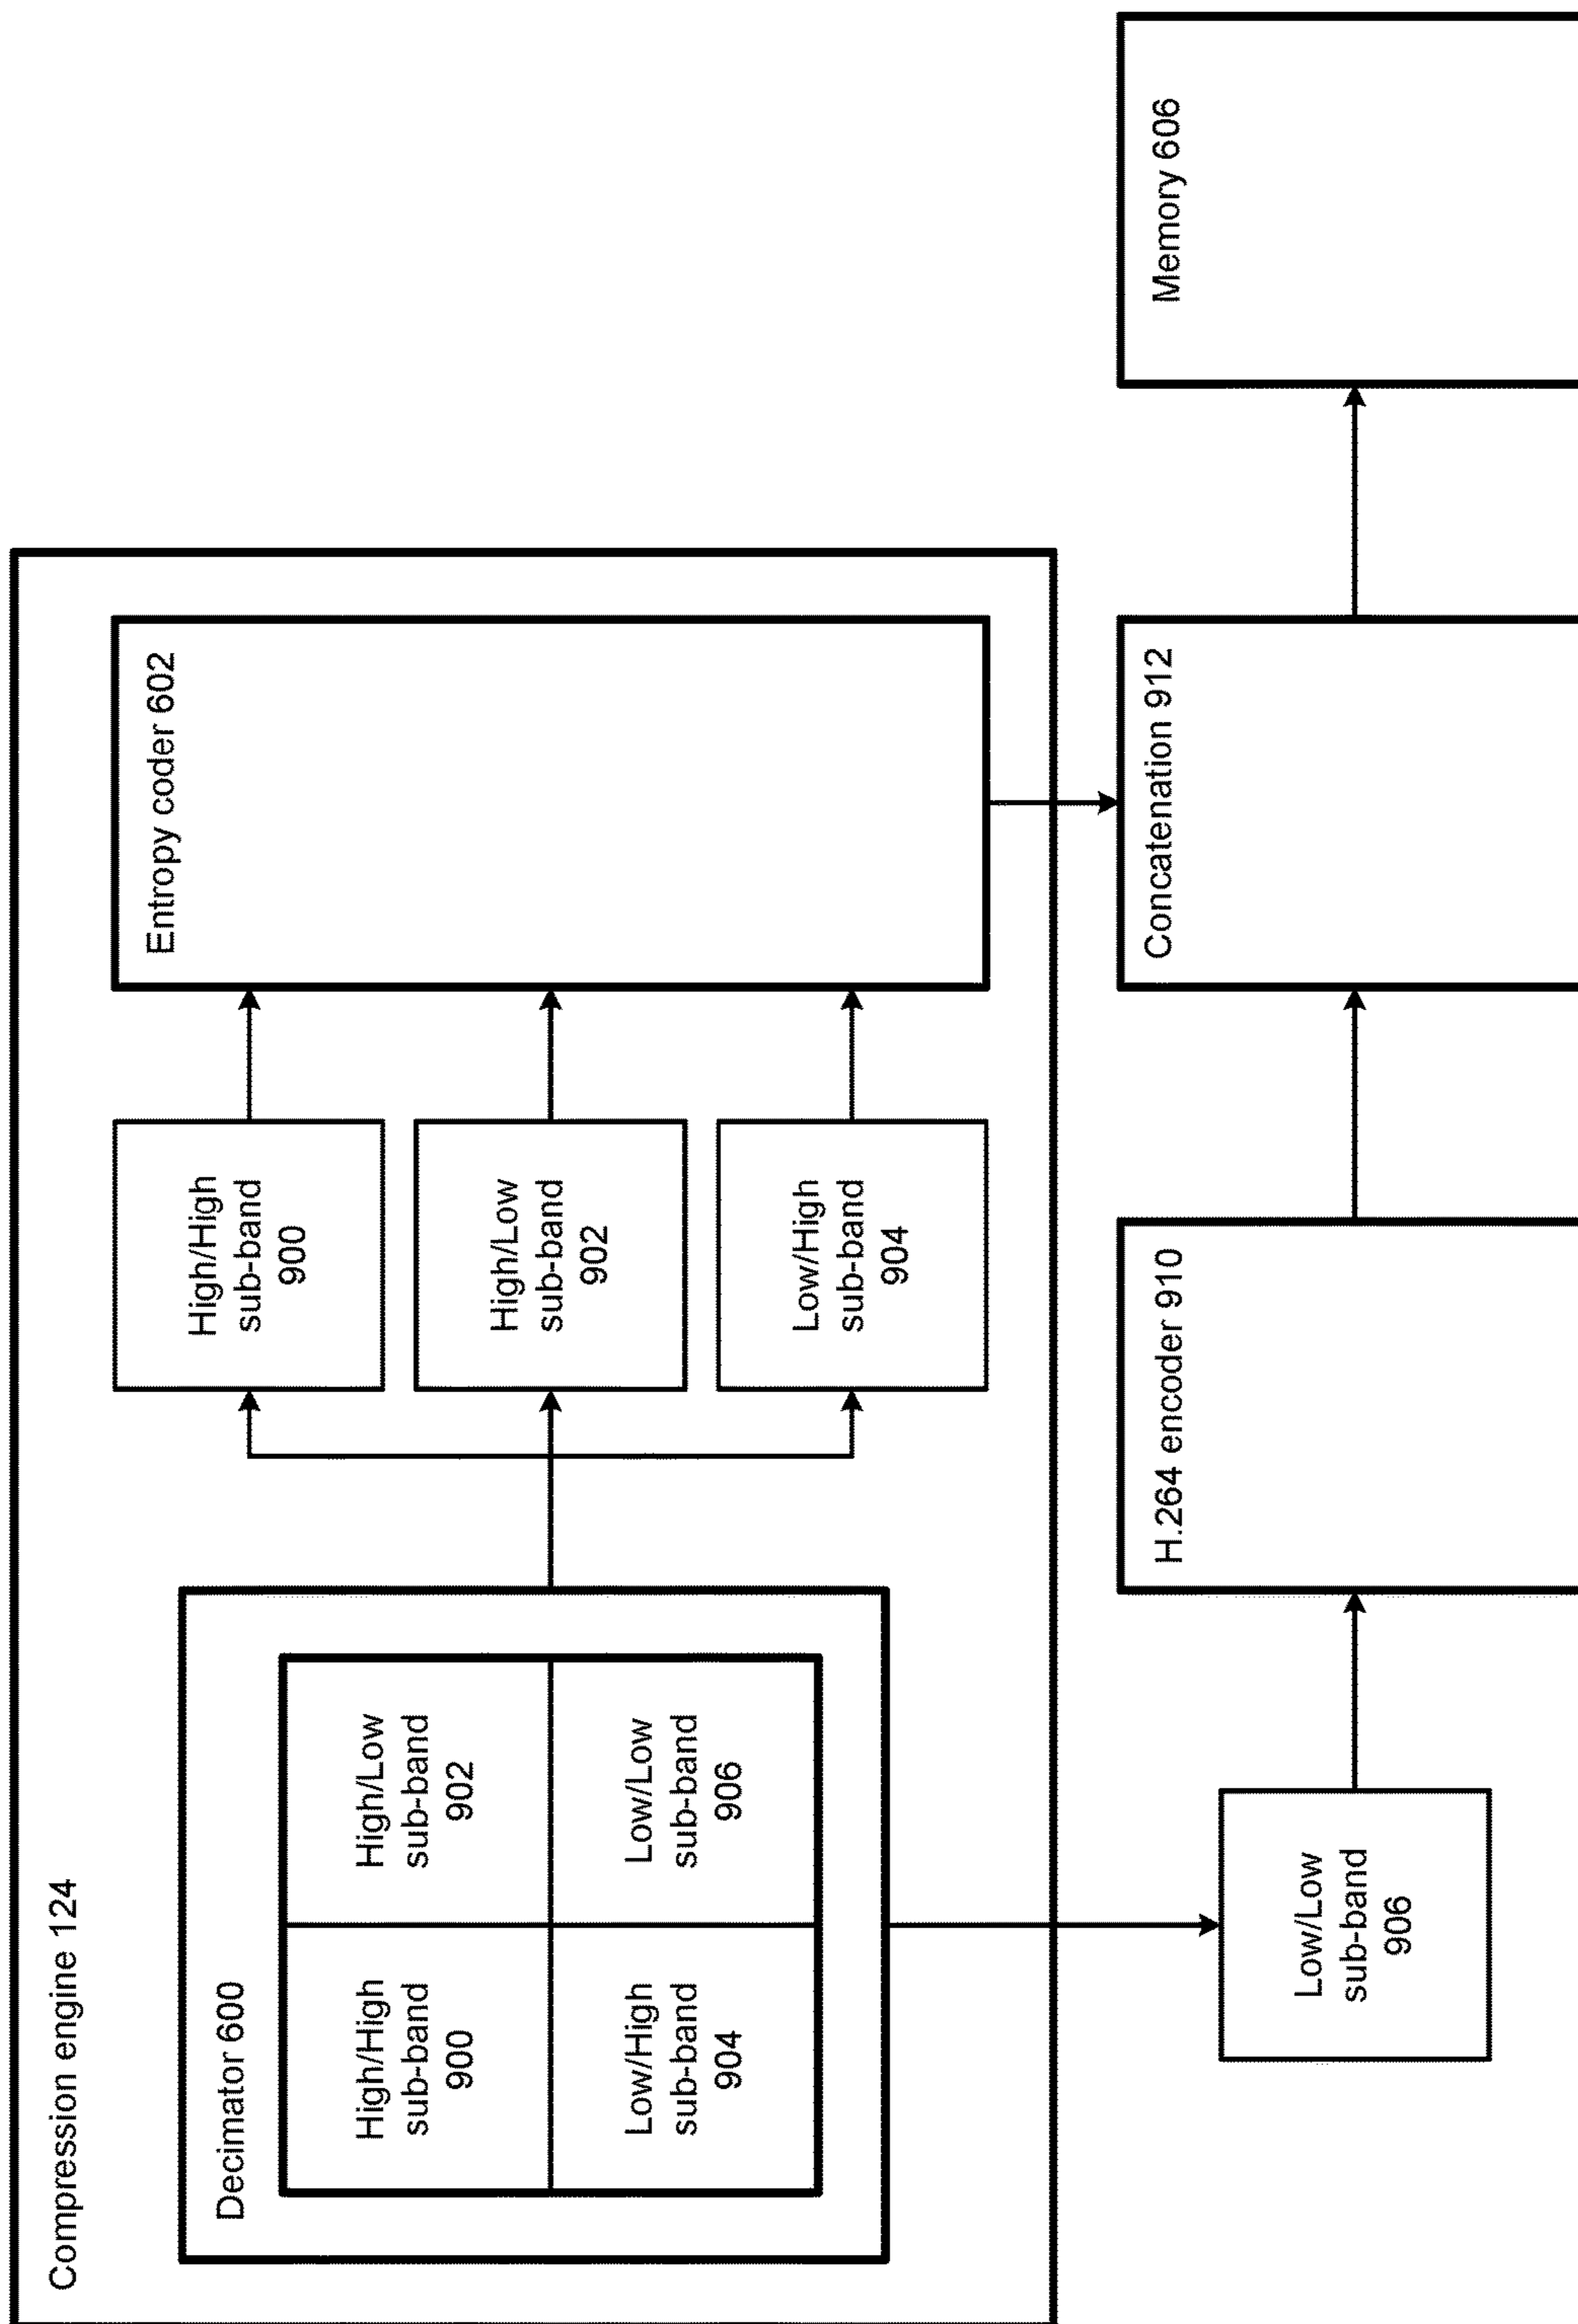 Compression engine 124
Decimator 600
High/High
sub-band
900
High/Low
sub-band
902
Low/High
sub-band
904
Low/Low
sub-band
906
High/High
sub-band
900
High/Low
sub-band
902
Low/High
sub-band
904
Entropy coder 602
Low/Low
sub-band
906
H.264 encoder 910
Concatenation 912
Memory 606